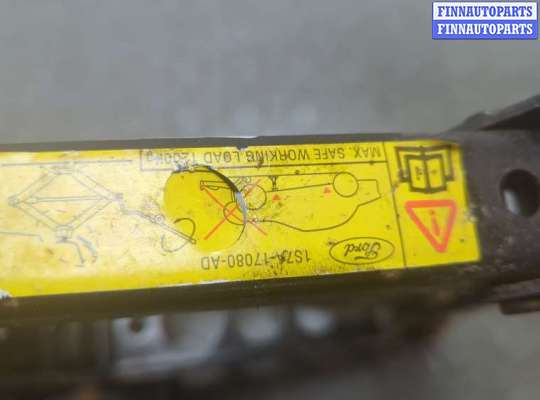 FINNAUTOPARTS
FINNAUTOPARTS
Ford
1S7A-17080-AD
MAX. SAFE WORKING LOAD